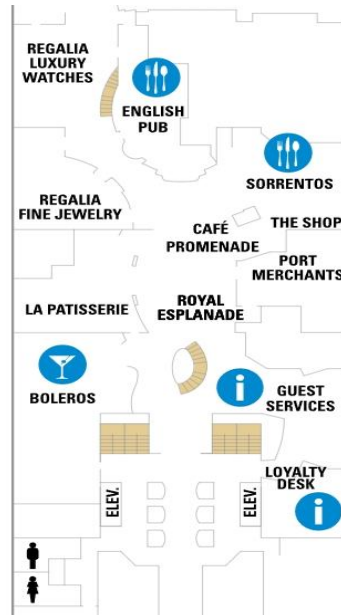 REGALIA
LUXURY
WATCHES
ENGLISH
PUB
SORRENTOS
REGALIA
FINE JEWELRY
CAFÉ
PROMENADE
THE SHOP
PORT
MERCHANTS
LA PATISSERIE
ROYAL
ESPLANADE
BOLEROS
i
GUEST
SERVICES
LOYALTY
DESK
i
ELEV.
ELEV.